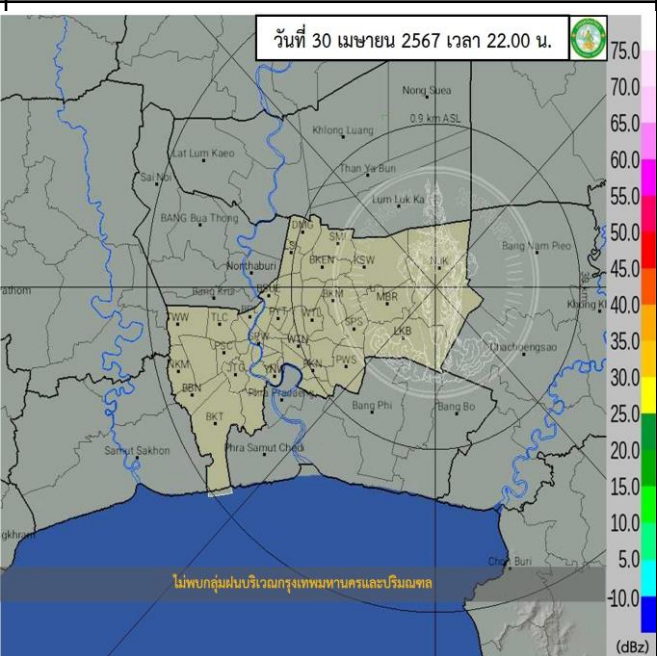 วันที่ 30 เมษายน 2567 เวลา 22.00 น.
75.0
70.0
65.0
60.0
55.0
50.0
45.0
40.0
35.0
30.0
25.0
20.0
15.0
10.0
5.0
-10.0
(dBz)
Nong Suea
0.9 km ASL
Khlong Luang
Lat Lum Kaeo
Than Ya Buri
Sai Noi
Lum Luk Ka
BANG Bua Thong
DMG
SMI
Bang Nam Pieo
Northaburi
BKEN
KSW
NJK
Bang Krui
BKM
MBR
WW
TLC
PYT
WTL
SPS
LKB
PSC
WTN
Chachoengsao
NKM
JTG
YNW
PKN
PWS
BBN
Phra Pradaeng
BKT
Bang Phi
Bang Bo
Samut Sakhon
Phra Samut Chedi
Chon Buri
ไม่พบกลุ่มฝนบริเวณกรุงเทพมหานครและปริมณฑล